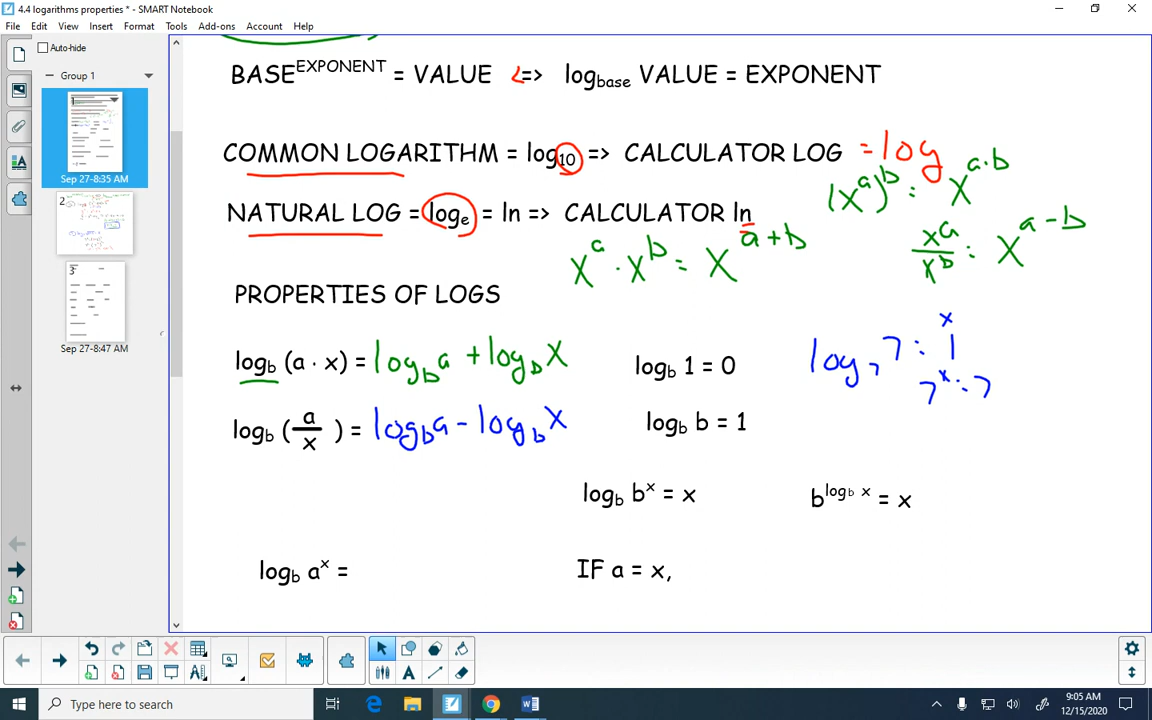 4.4 logarithms properties * - SMART Notebook
File Edit View Insert Format Tools Add-ons Account Help
Auto-hide
Group 1
Sep 27-8:35 AM
2
3
Sep 27-8:47 AM
BASE^EXPONENT = VALUE <=> log_base VALUE = EXPONENT
COMMON LOGARITHM = log_10 => CALCULATOR LOG = log
(x^a)^b = x^a·b
NATURAL LOG = log_e = ln => CALCULATOR ln
x^a · x^b = x^a+b
x^a/x^b = x^a-b
PROPERTIES OF LOGS
log_b (a · x) = log_b a + log_b x
log_b 1 = 0
x
log_7 7 = 1
7^x = 7
log_b (a/x) = log_b a - log_b x
log_b b = 1
log_b b^x = x
b^log_b x = x
log_b a^x =
IF a = x,
Type here to search
9:05 AM
12/15/2020